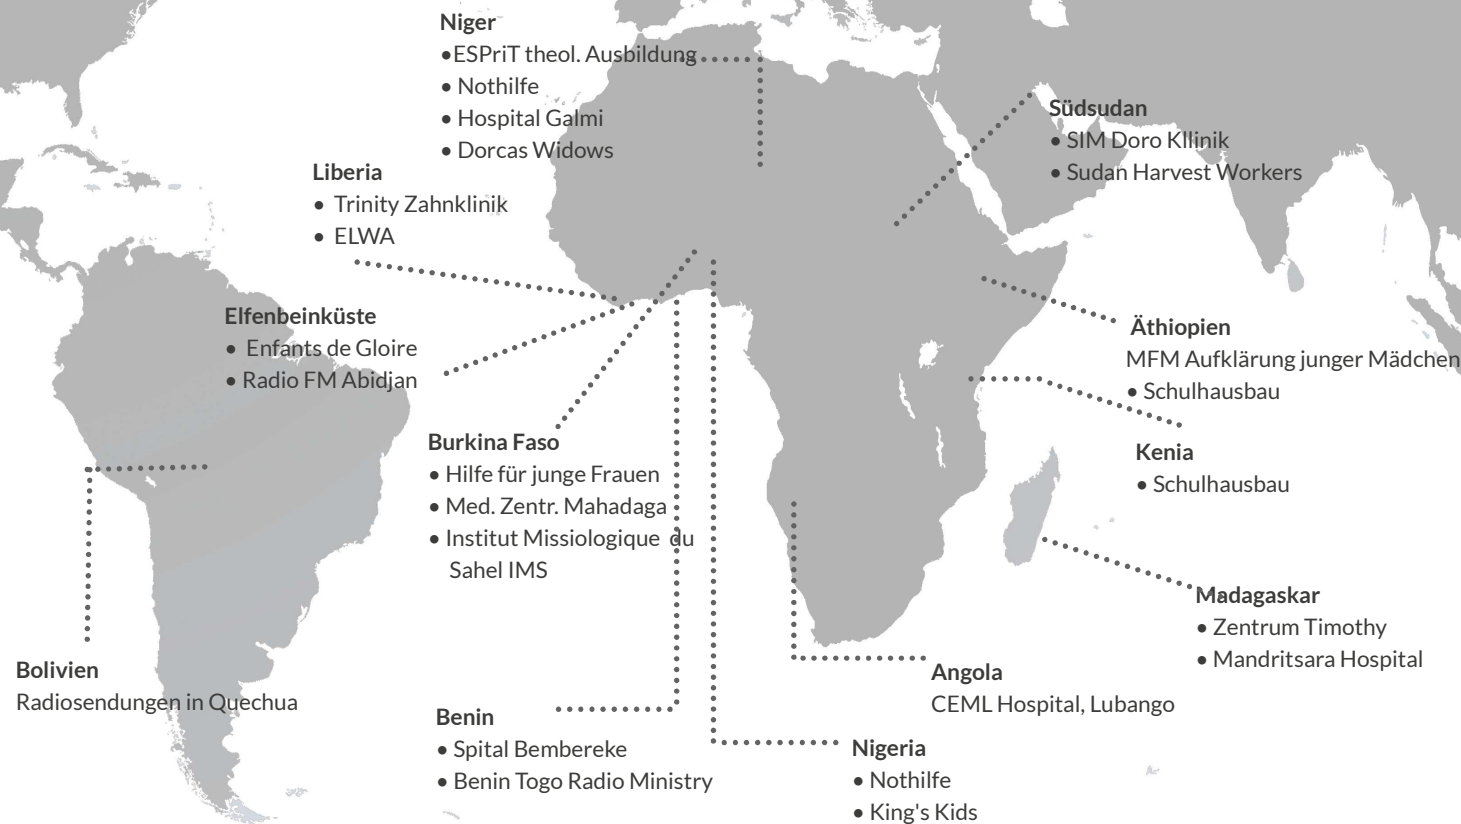 Niger
●ESPriT theol. Ausbildung
● Nothilfe
● Hospital Galmi
● Dorcas Widows
Südsudan
● SIM Doro Kllinik
● Sudan Harvest Workers
Liberia
● Trinity Zahnklinik
● ELWA
Elfenbeinküste
● Enfants de Gloire
● Radio FM Abidjan
Äthiopien
MFM Aufklärung junger Mädchen
● Schulhausbau
Burkina Faso
● Hilfe für junge Frauen
● Med. Zentr. Mahadaga
● Institut Missiologique du
Sahel IMS
Kenia
● Schulhausbau
Madagaskar
● Zentrum Timothy
● Mandritsara Hospital
Bolivien
Radiosendungen in Quechua
Angola
CEML Hospital, Lubango
Benin
● Spital Bembereke
● Benin Togo Radio Ministry
Nigeria
● Nothilfe
● King's Kids